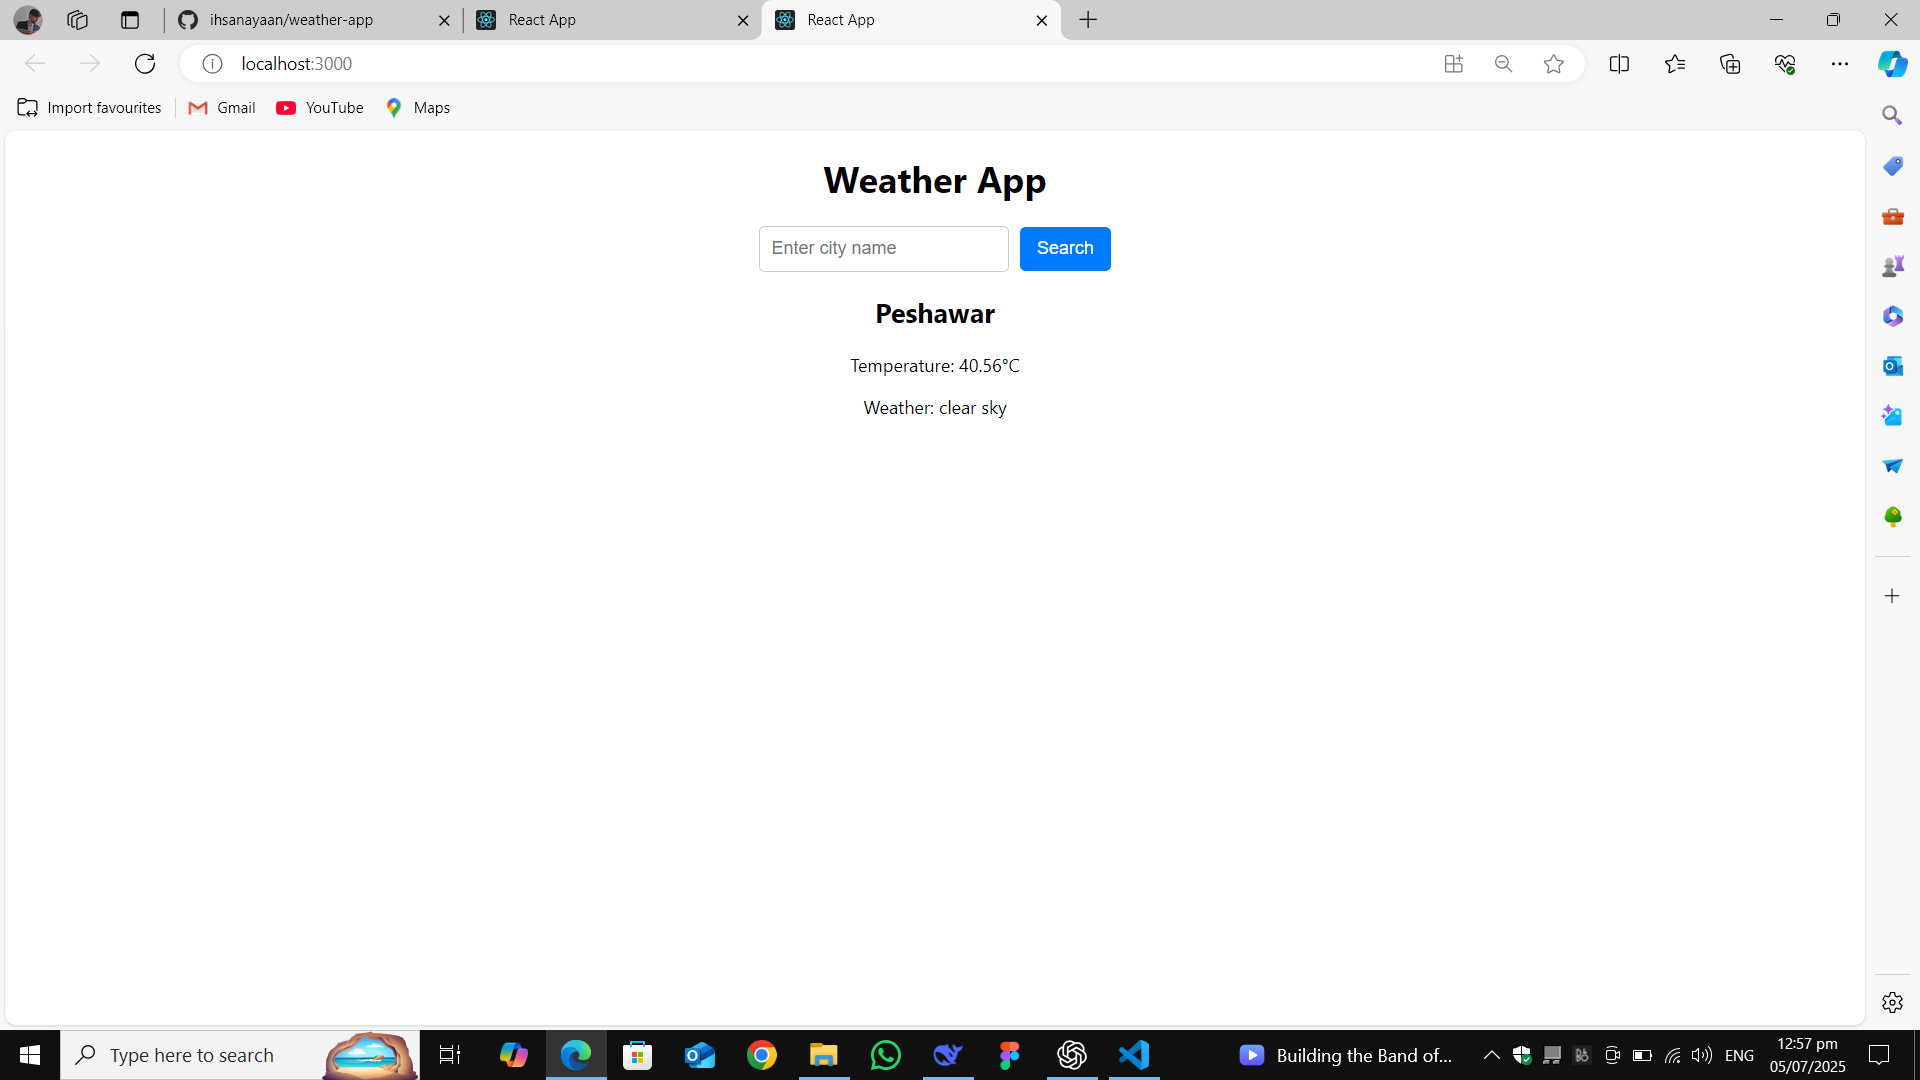 ihsanayaan/weather-app
React App
React App
localhost:3000
Import favourites
Gmail
YouTube
Maps
Weather App
Enter city name
Search
Peshawar
Temperature: 40.56°C
Weather: clear sky
Type here to search
Building the Band of...
ENG
12:57 pm
05/07/2025